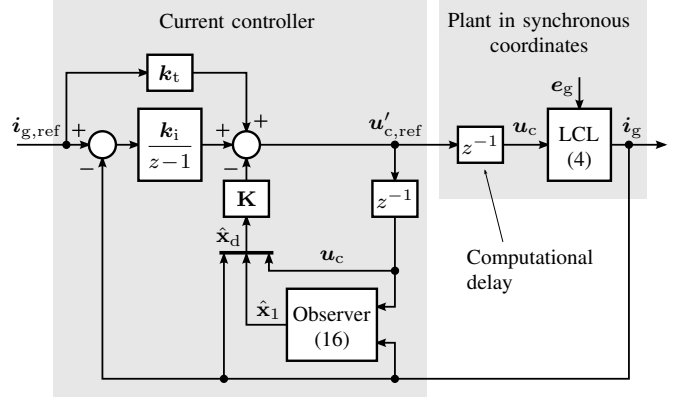 Current controller
Plant in synchronous
coordinates
k_t
e_g
i_g,ref
+
−
k_i
z−1
+
+
−
u′_c,ref
z^−1
u_c
LCL
(4)
i_g
K
z^−1
x̂_d
u_c
Computational
delay
x̂_1
Observer
(16)